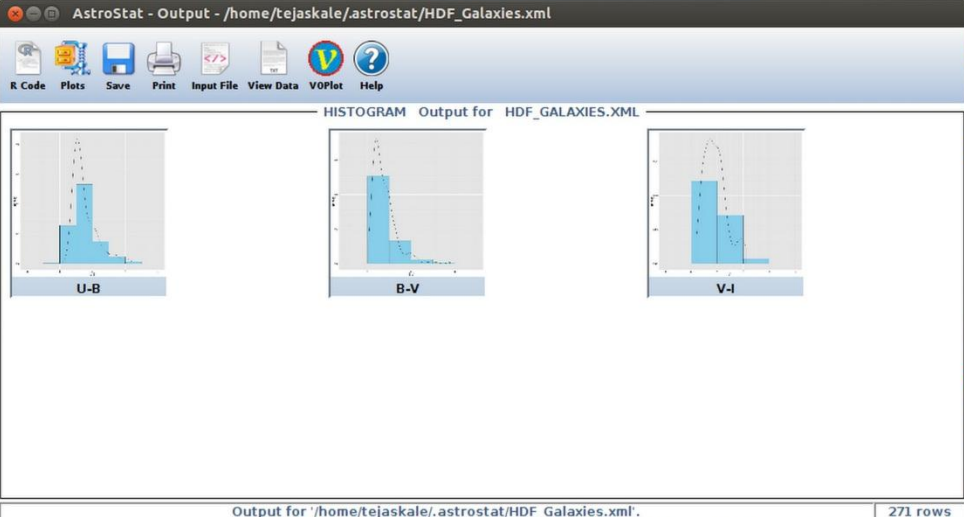 AstroStat - Output - /home/tejaskale/.astrostat/HDF_Galaxies.xml
R
</>
TXT
V
?
R Code Plots Save Print Input File View Data VOPlot Help
HISTOGRAM Output for HDF_GALAXIES.XML
U-B B-V V-I
Output for '/home/tejaskale/.astrostat/HDF_Galaxies.xml'. 271 rows